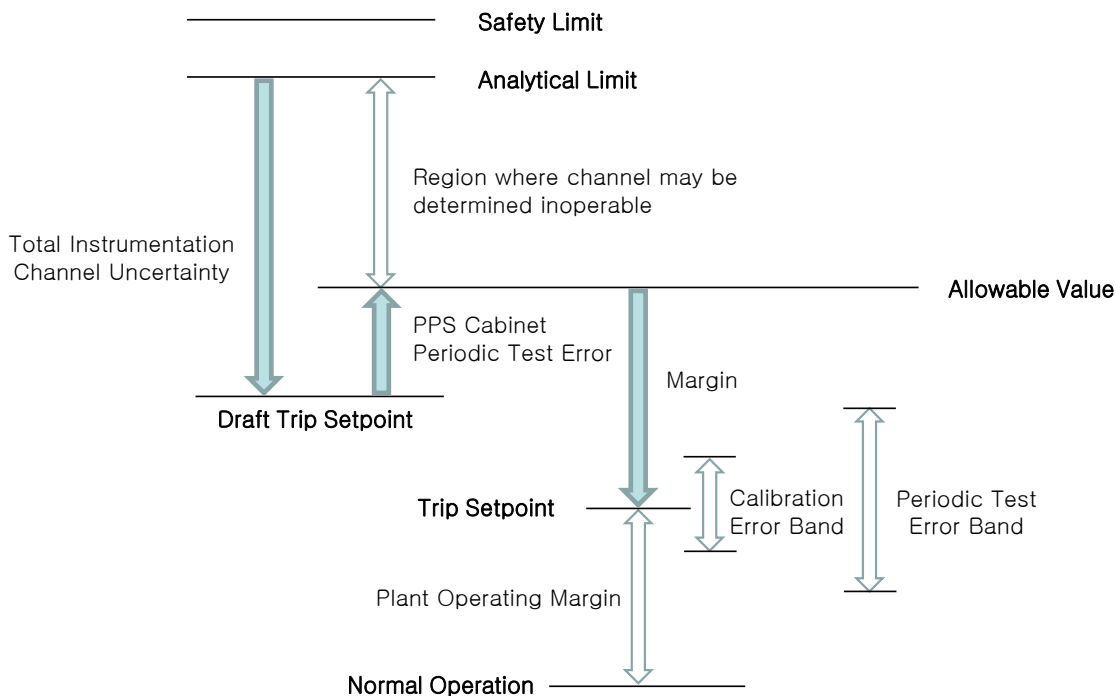 Safety Limit
Analytical Limit
Region where channel may be
determined inoperable
Total Instrumentation
Channel Uncertainty
Allowable Value
PPS Cabinet
Periodic Test Error
Margin
Draft Trip Setpoint
Trip Setpoint
Calibration
Error Band
Periodic Test
Error Band
Plant Operating Margin
Normal Operation